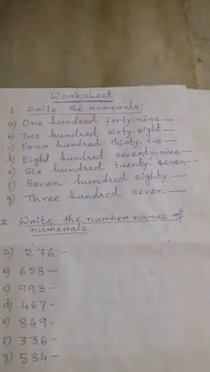 Worksheet
1. Write the numerals:
a) One hundred forty-nine —
b) Two hundred sixty-eight —
c) Four hundred thirty-two —
d) Eight hundred seventy-nine —
e) Six hundred twenty-seven —
f) Seven hundred eighty —
g) Three hundred seven —
2. Write the number names of
numerals.
a) 276 –
b) 658 –
c) 993 –
d) 467 –
e) 849 –
f) 336 –
g) 584 –